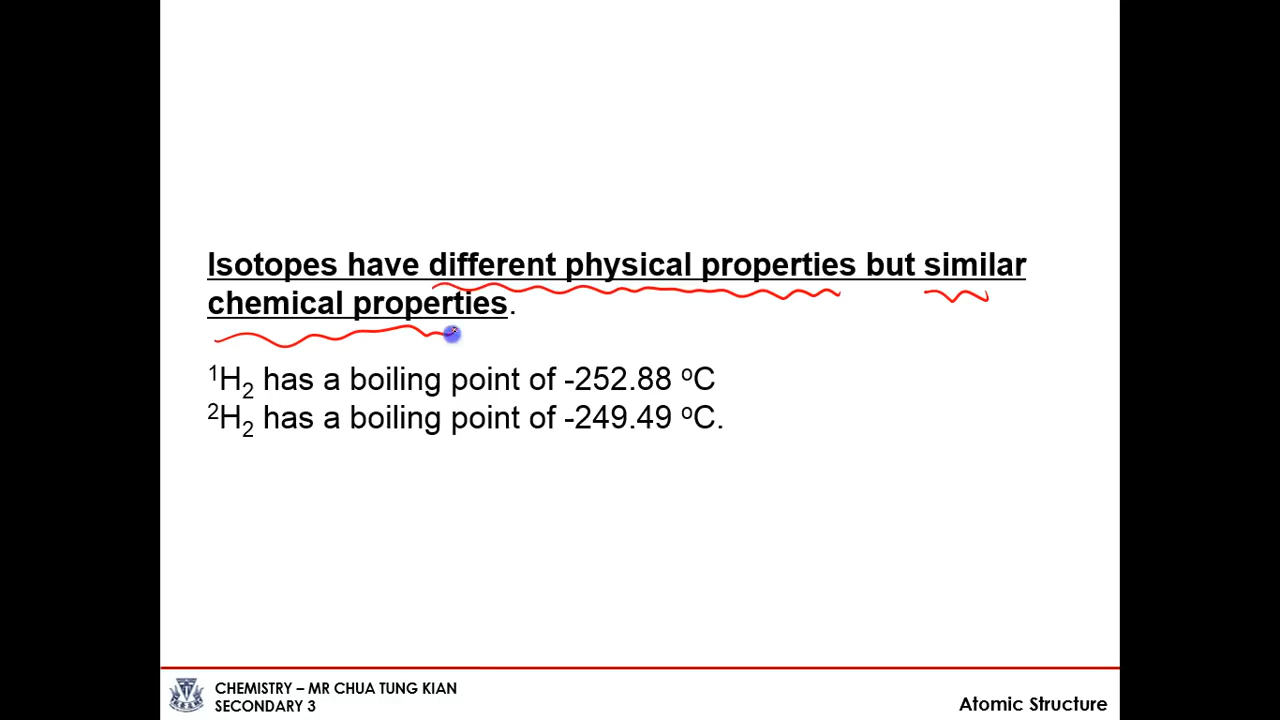 Isotopes have different physical properties but similar
chemical properties.
¹H₂ has a boiling point of -252.88 ºC
²H₂ has a boiling point of -249.49 ºC.
CHEMISTRY – MR CHUA TUNG KIAN
SECONDARY 3
Atomic Structure